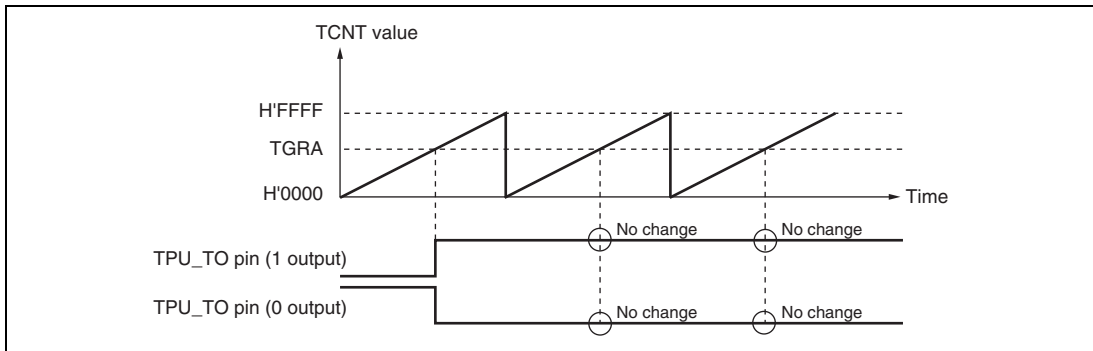 TCNT value
H'FFFF
TGRA
H'0000
Time
No change
No change
TPU_TO pin (1 output)
TPU_TO pin (0 output)
No change
No change